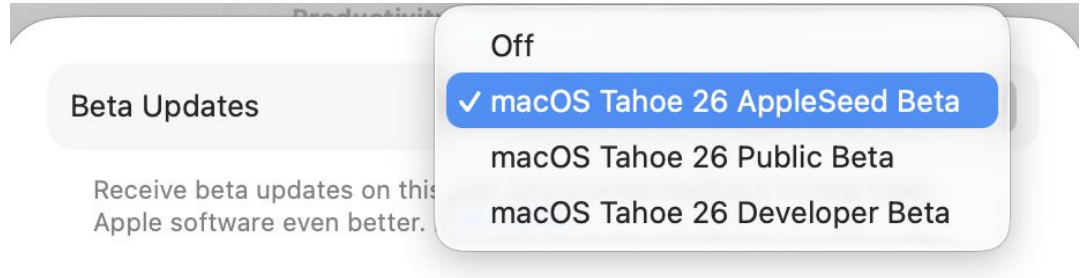 Productivity
Off
Beta Updates
✓ macOS Tahoe 26 AppleSeed Beta
macOS Tahoe 26 Public Beta
Receive beta updates on this
macOS Tahoe 26 Developer Beta
Apple software even better.